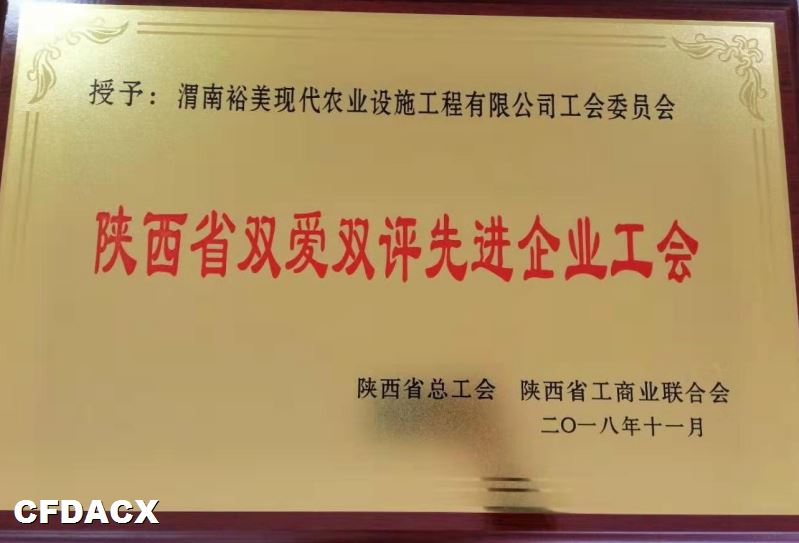 授予：渭南裕美现代农业设施工程有限公司工会委员会
陕西省双爱双评先进企业工会
陕西省总工会 陕西省工商业联合会
二〇一八年十一月
CFDACX